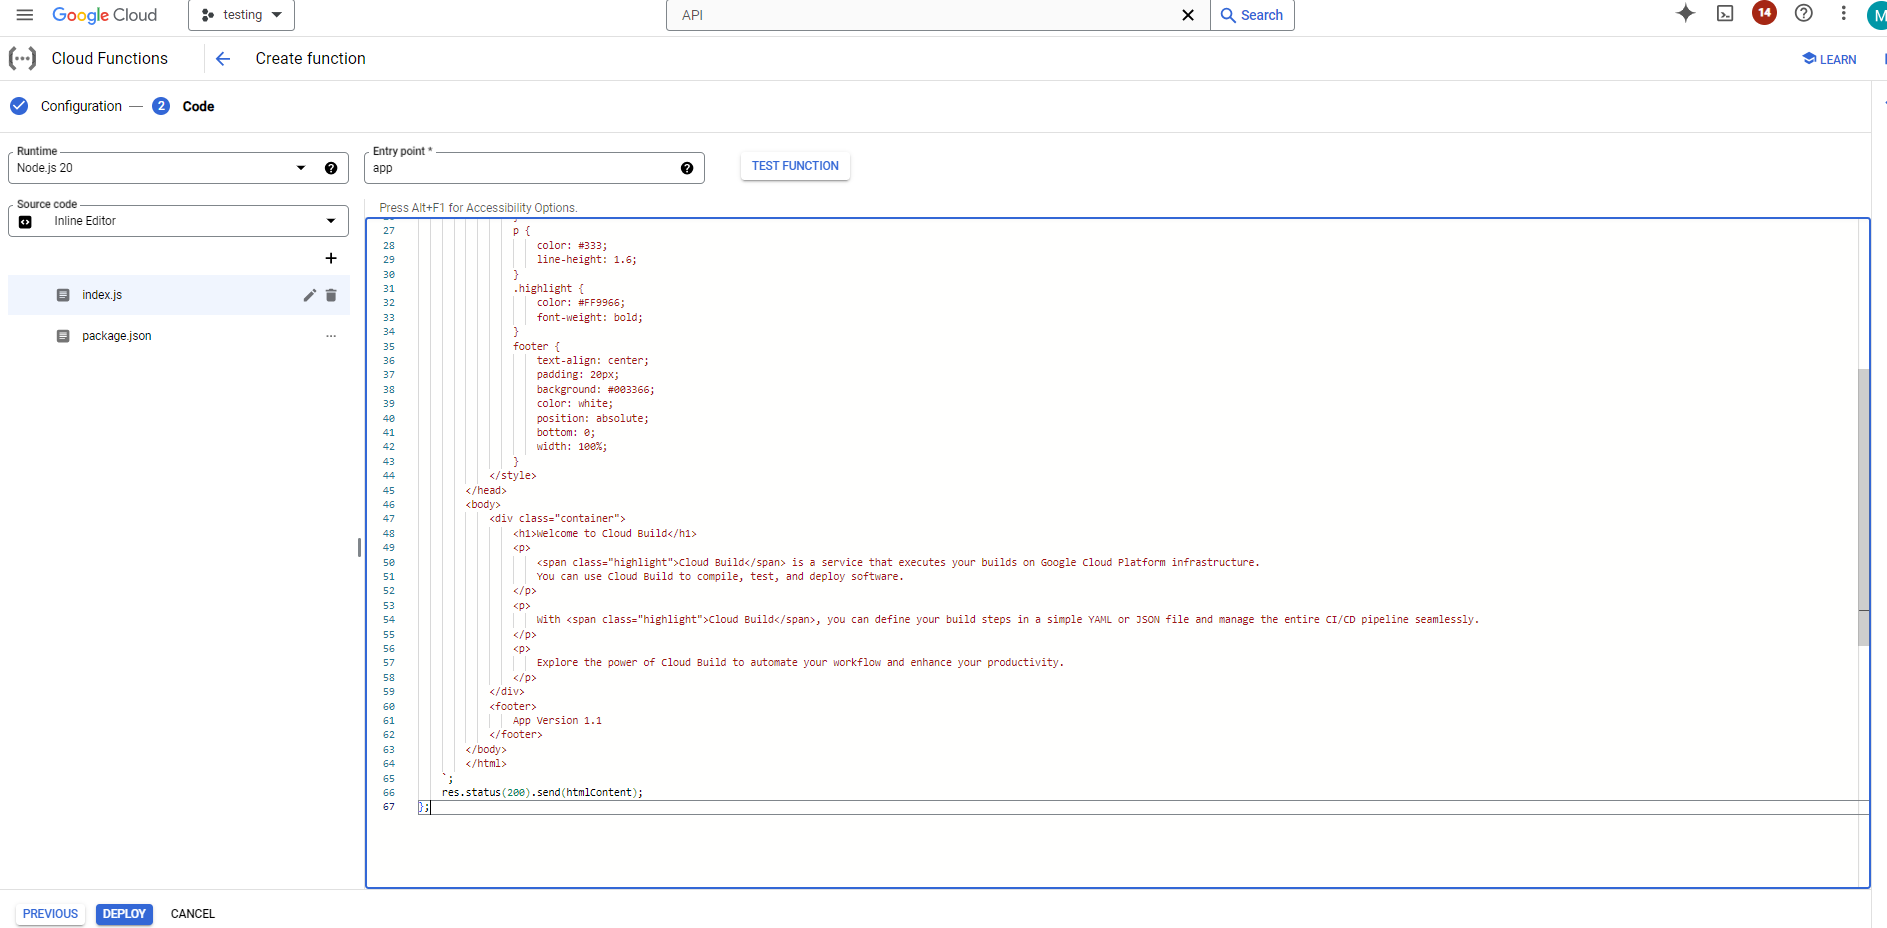 Google Cloud
testing
API
Search
14
M
Cloud Functions
Create function
LEARN
Configuration
2
Code
Runtime
Node.js 20
Entry point *
app
TEST FUNCTION
Source code
Inline Editor
Press Alt+F1 for Accessibility Options.
index.js
package.json
27 p {
28 color: #333;
29 line-height: 1.6;
30 }
31 .highlight {
32 color: #FF9966;
33 font-weight: bold;
34 }
35 footer {
36 text-align: center;
37 padding: 20px;
38 background: #003366;
39 color: white;
40 position: absolute;
41 bottom: 0;
42 width: 100%;
43 }
44 </style>
45 </head>
46 <body>
47 <div class="container">
48 <h1>Welcome to Cloud Build</h1>
49 <p>
50 <span class="highlight">Cloud Build</span> is a service that executes your builds on Google Cloud Platform infrastructure.
51 You can use Cloud Build to compile, test, and deploy software.
52 </p>
53 <p>
54 With <span class="highlight">Cloud Build</span>, you can define your build steps in a simple YAML or JSON file and manage the entire CI/CD pipeline seamlessly.
55 </p>
56 <p>
57 Explore the power of Cloud Build to automate your workflow and enhance your productivity.
58 </p>
59 </div>
60 <footer>
61 App Version 1.1
62 </footer>
63 </body>
64 </html>
65 `;
66 res.status(200).send(htmlContent);
67 };
PREVIOUS
DEPLOY
CANCEL